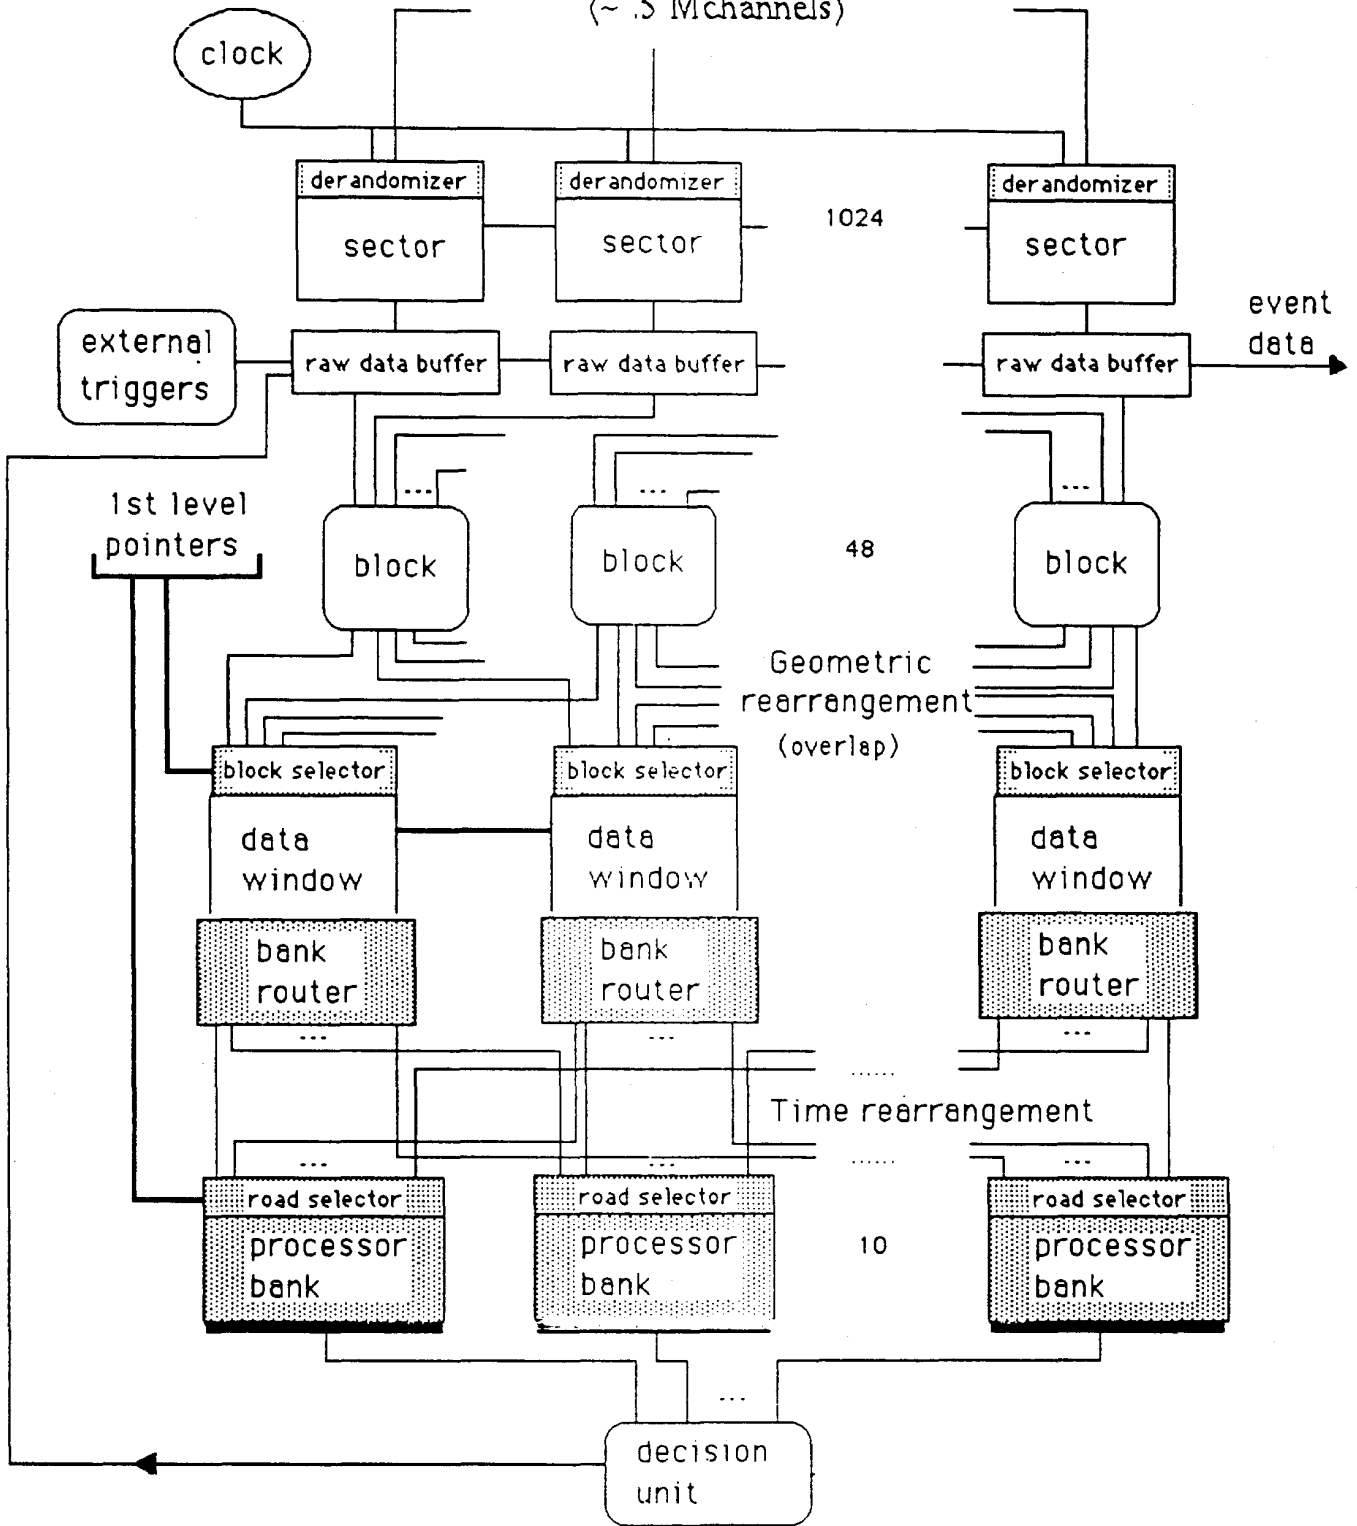 (~ .5 Mchannels)
clock
derandomizer
derandomizer
derandomizer
sector
sector
1024
sector
external
triggers
raw data buffer
raw data buffer
raw data buffer
event
data
...
...
...
1st level
pointers
block
block
48
block
Geometric
rearrangement
(overlap)
block selector
block selector
block selector
data
window
data
window
data
window
bank
router
bank
router
bank
router
...
...
...
......
Time rearrangement
...
...
......
...
road selector
road selector
road selector
processor
bank
processor
bank
10
processor
bank
...
decision
unit